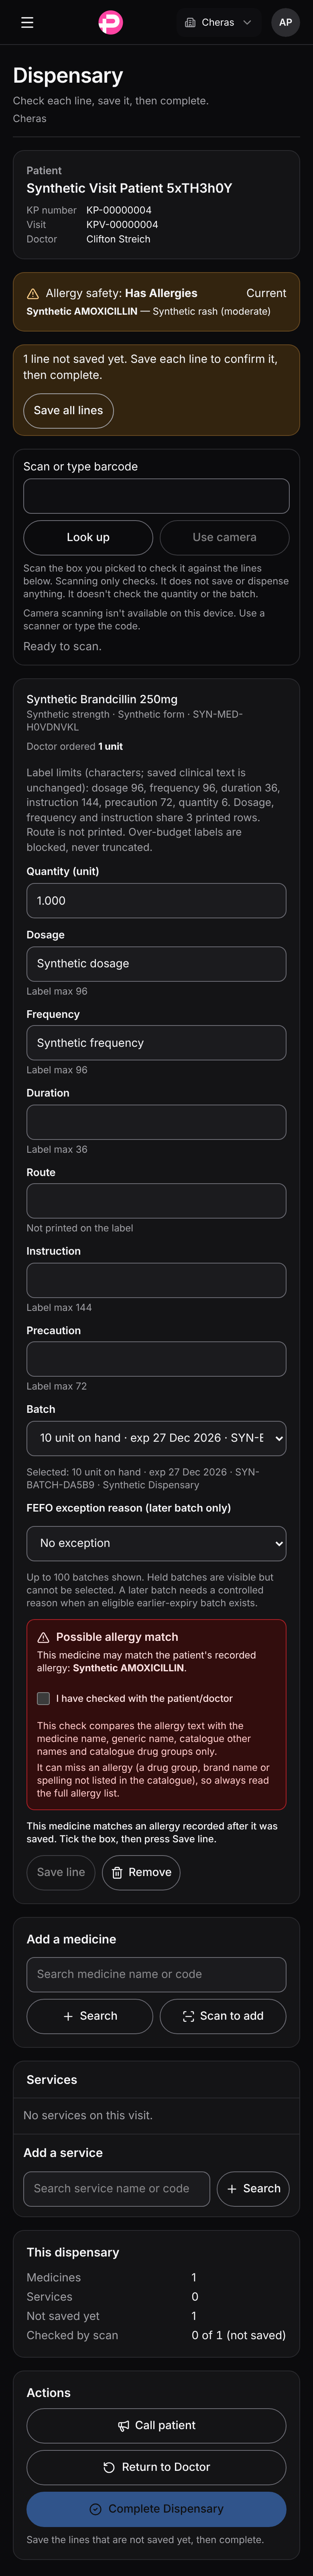 Cheras
AP
Dispensary
Check each line, save it, then complete.
Cheras
Patient
Synthetic Visit Patient 5xTH3h0Y
KP number KP-00000004
Visit KPV-00000004
Doctor Clifton Streich
Allergy safety: Has Allergies Current
Synthetic AMOXICILLIN — Synthetic rash (moderate)
1 line not saved yet. Save each line to confirm it,
then complete.
Save all lines
Scan or type barcode
Look up Use camera
Scan the box you picked to check it against the lines
below. Scanning only checks. It does not save or dispense
anything. It doesn't check the quantity or the batch.
Camera scanning isn't available on this device. Use a
scanner or type the code.
Ready to scan.
Synthetic Brandcillin 250mg
Synthetic strength · Synthetic form · SYN-MED-
H0VDNVKL
Doctor ordered 1 unit
Label limits (characters; saved clinical text is
unchanged): dosage 96, frequency 96, duration 36,
instruction 144, precaution 72, quantity 6. Dosage,
frequency and instruction share 3 printed rows.
Route is not printed. Over-budget labels are
blocked, never truncated.
Quantity (unit)
1.000
Dosage
Synthetic dosage
Label max 96
Frequency
Synthetic frequency
Label max 96
Duration
Label max 36
Route
Not printed on the label
Instruction
Label max 144
Precaution
Label max 72
Batch
10 unit on hand · exp 27 Dec 2026 · SYN-E
Selected: 10 unit on hand · exp 27 Dec 2026 · SYN-
BATCH-DA5B9 · Synthetic Dispensary
FEFO exception reason (later batch only)
No exception
Up to 100 batches shown. Held batches are visible but
cannot be selected. A later batch needs a controlled
reason when an eligible earlier-expiry batch exists.
Possible allergy match
This medicine may match the patient's recorded
allergy: Synthetic AMOXICILLIN.
I have checked with the patient/doctor
This check compares the allergy text with the
medicine name, generic name, catalogue other
names and catalogue drug groups only.
It can miss an allergy (a drug group, brand name or
spelling not listed in the catalogue), so always read
the full allergy list.
This medicine matches an allergy recorded after it was
saved. Tick the box, then press Save line.
Save line Remove
Add a medicine
Search medicine name or code
Search Scan to add
Services
No services on this visit.
Add a service
Search service name or code Search
This dispensary
Medicines 1
Services 0
Not saved yet 1
Checked by scan 0 of 1 (not saved)
Actions
Call patient
Return to Doctor
Complete Dispensary
Save the lines that are not saved yet, then complete.